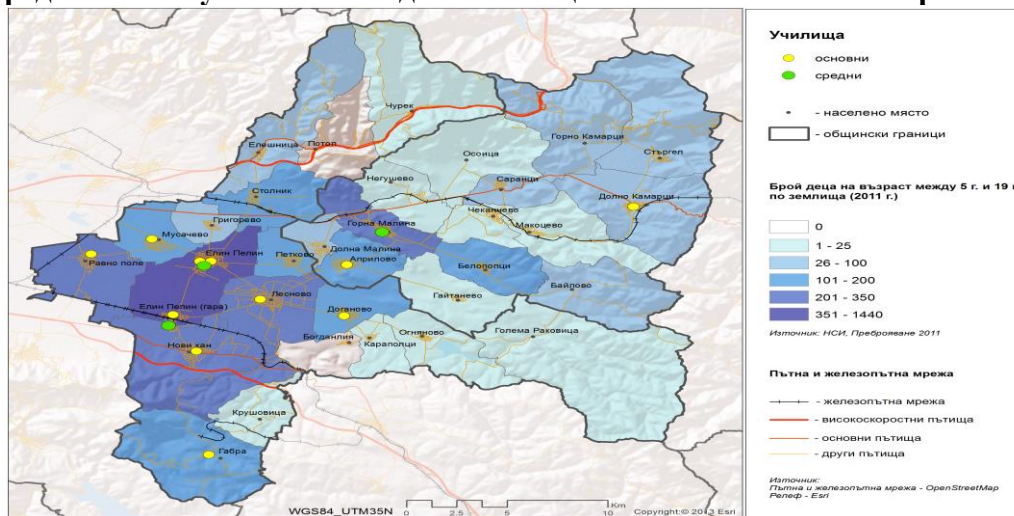 Училища
основни
средни
- населено място
- общински граници
Брой деца на възраст между 5 г. и 19 г.
по землища (2011 г.)
0
1 - 25
26 - 100
101 - 200
201 - 350
351 - 1440
Източник: НСИ, Преброяване 2011
Пътна и железопътна мрежа
- железопътна мрежа
- високоскоростни пътища
- основни пътища
- други пътища
Източник:
Пътна и железопътна мрежа - OpenStreetMap
Релеф - Esri
Чурек
Елешница
Потоп
Горно Камарци
Стъргел
Осоица
Негушево
Саранци
Столник
Долно Камарци
Чеканчево
Григорево
Горна Малина
Макоцево
Мусачево
Долна Малина
Равно поле
Елин Пелин
Петково
Априлово
Белопопци
Байлово
Лесново
Гайтанево
Елин Пелин (гара)
Доганово
Огняново
Голема Раковица
Богданлия
Караполци
Нови хан
Крушовица
Габра
WGS84_UTM35N
0 2.5 5 10 Km
Copyright:© 2013 Esri